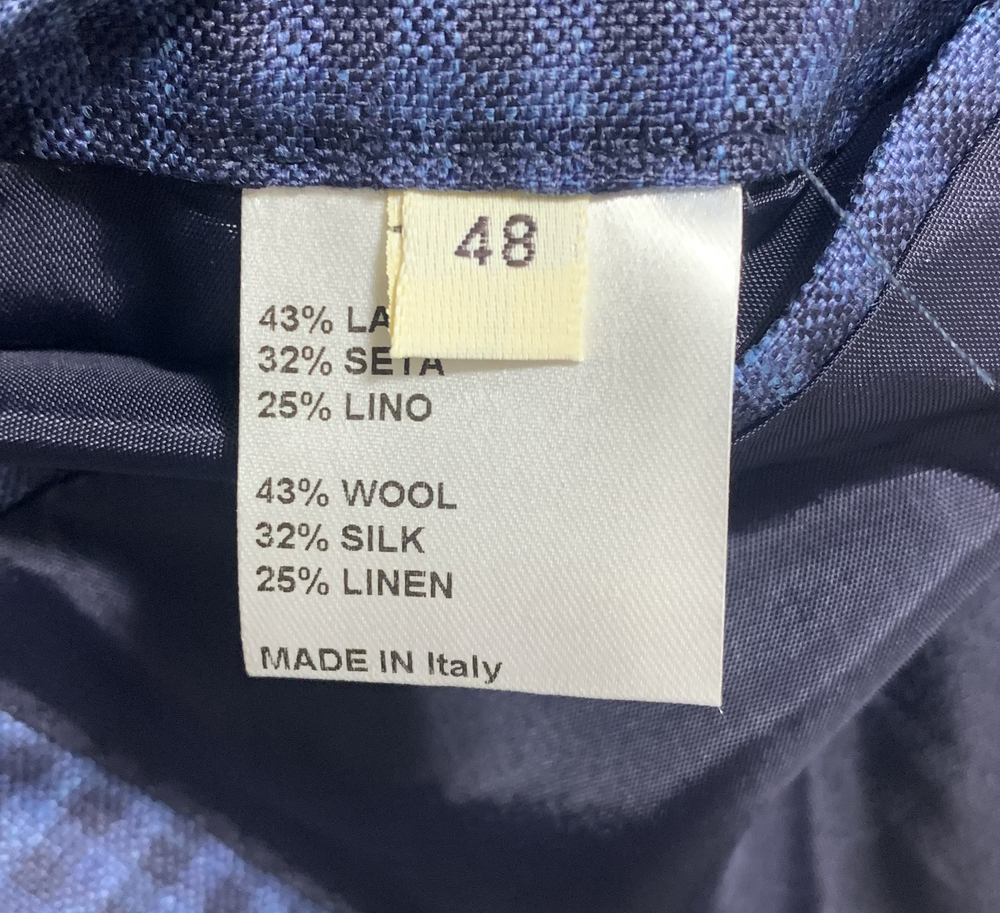 48
43% LA
32% SETA
25% LINO
43% WOOL
32% SILK
25% LINEN
MADE IN Italy